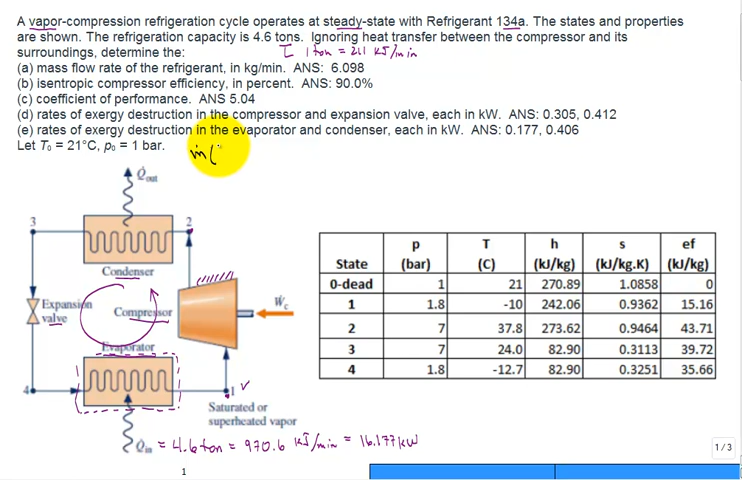 A vapor-compression refrigeration cycle operates at steady-state with Refrigerant 134a. The states and properties
are shown. The refrigeration capacity is 4.6 tons. Ignoring heat transfer between the compressor and its
surroundings, determine the:
1 ton = 211 kJ/min
(a) mass flow rate of the refrigerant, in kg/min. ANS: 6.098
(b) isentropic compressor efficiency, in percent. ANS: 90.0%
(c) coefficient of performance. ANS 5.04
(d) rates of exergy destruction in the compressor and expansion valve, each in kW. ANS: 0.305, 0.412
(e) rates of exergy destruction in the evaporator and condenser, each in kW. ANS: 0.177, 0.406
Let T₀ = 21°C, p₀ = 1 bar.
ṁ(
Q̇out
3
2
Condenser
Expansion
valve
Compressor
Ẇc
Evaporator
4
1
Saturated or
superheated vapor
Q̇in = 4.6 ton = 970.6 kJ/min = 16.177 kW
p T h s ef
State (bar) (C) (kJ/kg) (kJ/kg.K) (kJ/kg)
0-dead 1 21 270.89 1.0858 0
1 1.8 -10 242.06 0.9362 15.16
2 7 37.8 273.62 0.9464 43.71
3 7 24.0 82.90 0.3113 39.72
4 1.8 -12.7 82.90 0.3251 35.66
1 / 3
1